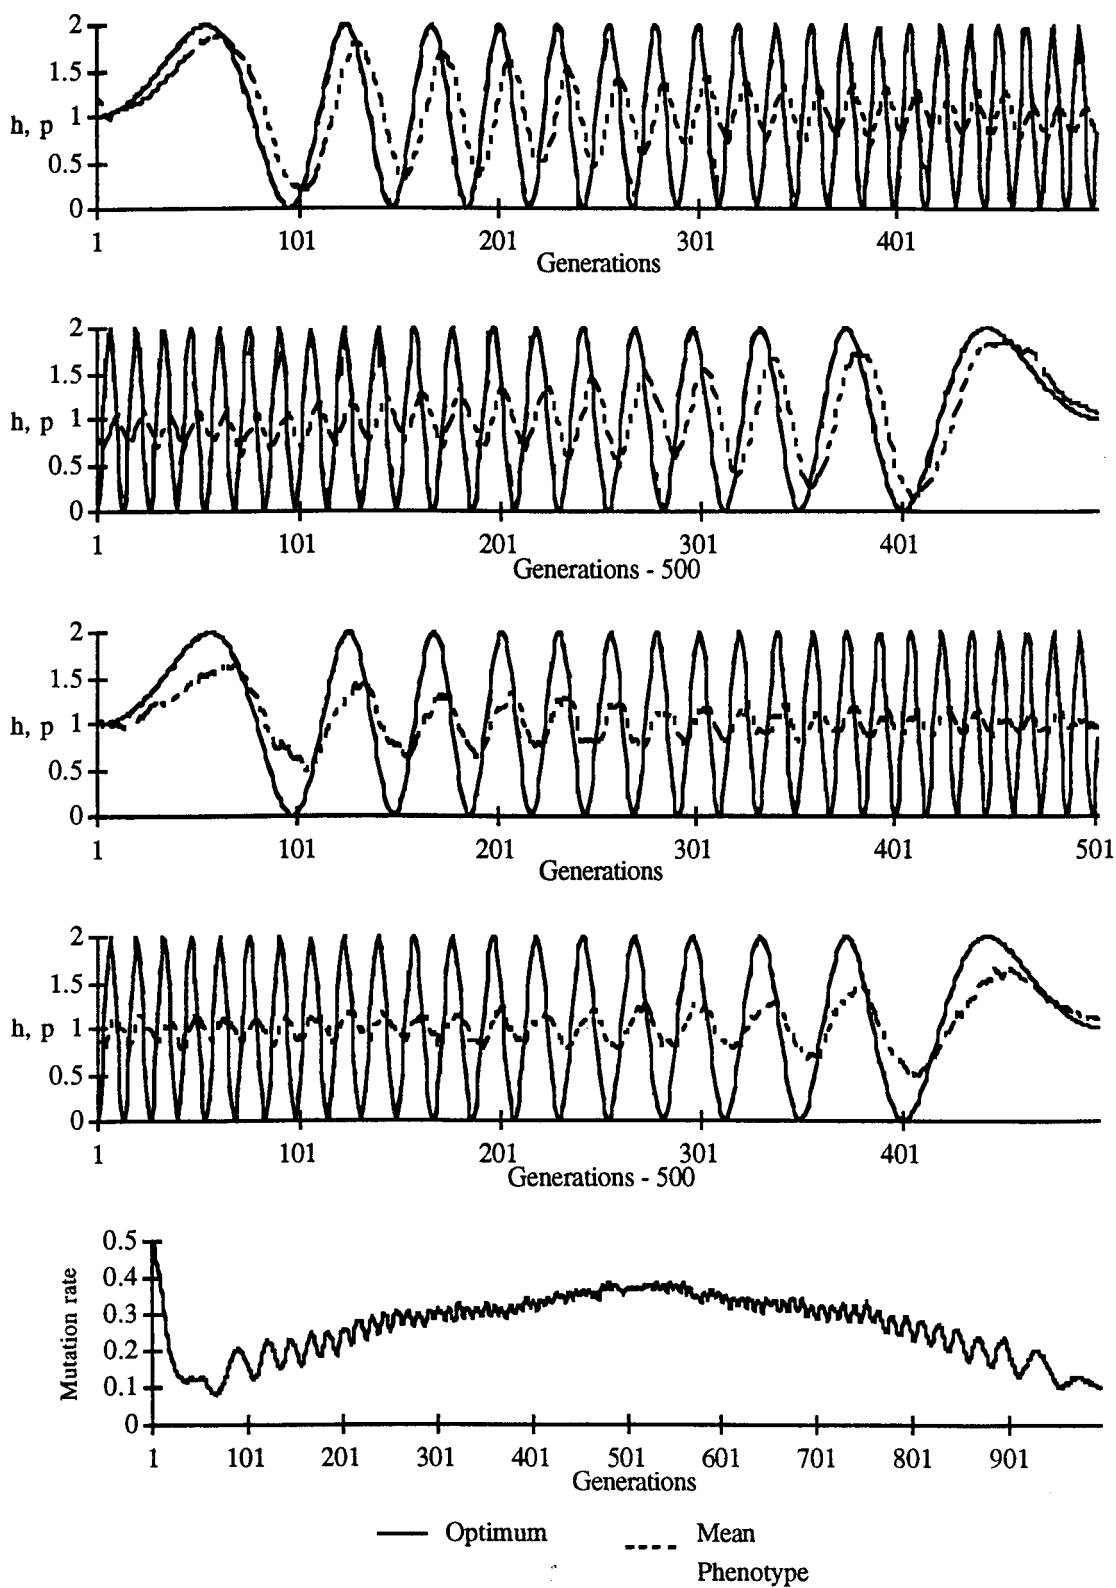 2
1.5
1
0.5
0
h, p
1 101 201 301 401
Generations
2
1.5
1
0.5
0
h, p
1 101 201 301 401
Generations - 500
2
1.5
1
0.5
0
h, p
1 101 201 301 401 501
Generations
2
1.5
1
0.5
0
h, p
1 101 201 301 401
Generations - 500
0.5
0.4
0.3
0.2
0.1
0
Mutation rate
1 101 201 301 401 501 601 701 801 901
Generations
Optimum
Mean
Phenotype